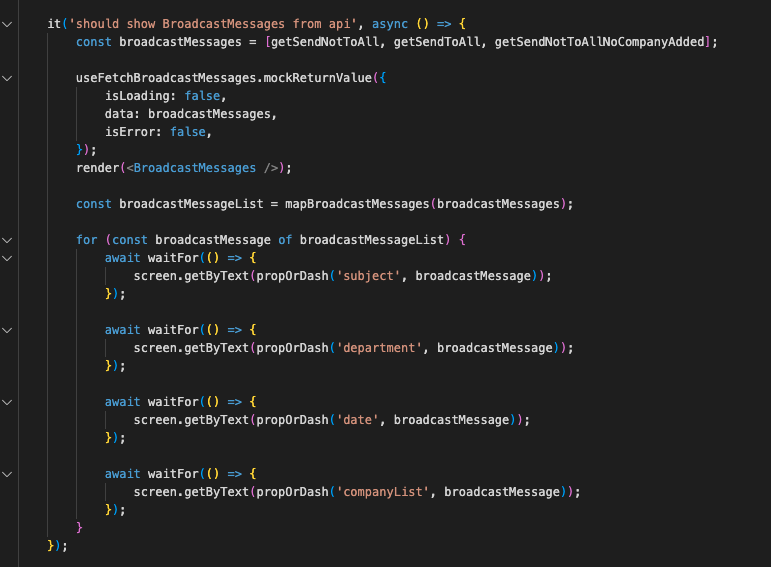 it('should show BroadcastMessages from api', async () => {
const broadcastMessages = [getSendNotToAll, getSendToAll, getSendNotToAllNoCompanyAdded];
useFetchBroadcastMessages.mockReturnValue({
isLoading: false,
data: broadcastMessages,
isError: false,
});
render(<BroadcastMessages />);
const broadcastMessageList = mapBroadcastMessages(broadcastMessages);
for (const broadcastMessage of broadcastMessageList) {
await waitFor(() => {
screen.getByText(propOrDash('subject', broadcastMessage));
});
await waitFor(() => {
screen.getByText(propOrDash('department', broadcastMessage));
});
await waitFor(() => {
screen.getByText(propOrDash('date', broadcastMessage));
});
await waitFor(() => {
screen.getByText(propOrDash('companyList', broadcastMessage));
});
}
});